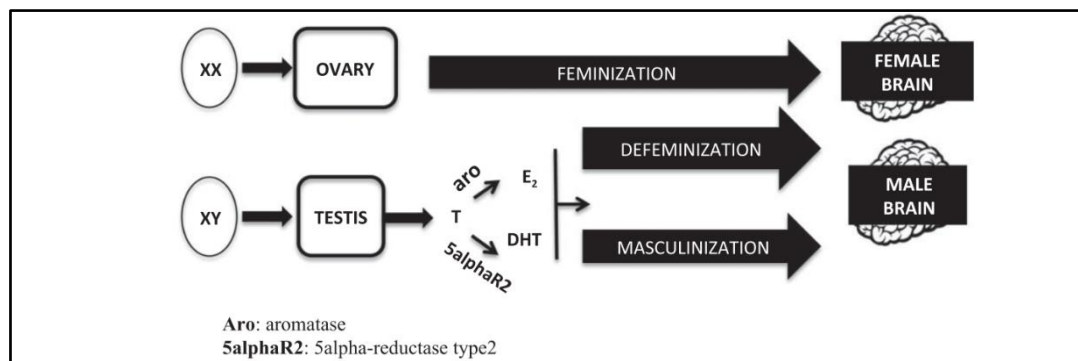 XX
OVARY
FEMINIZATION
FEMALE
BRAIN
DEFEMINIZATION
XY
TESTIS
T
aro
E₂
5alphaR2
DHT
MASCULINIZATION
MALE
BRAIN
Aro: aromatase
5alphaR2: 5alpha-reductase type2